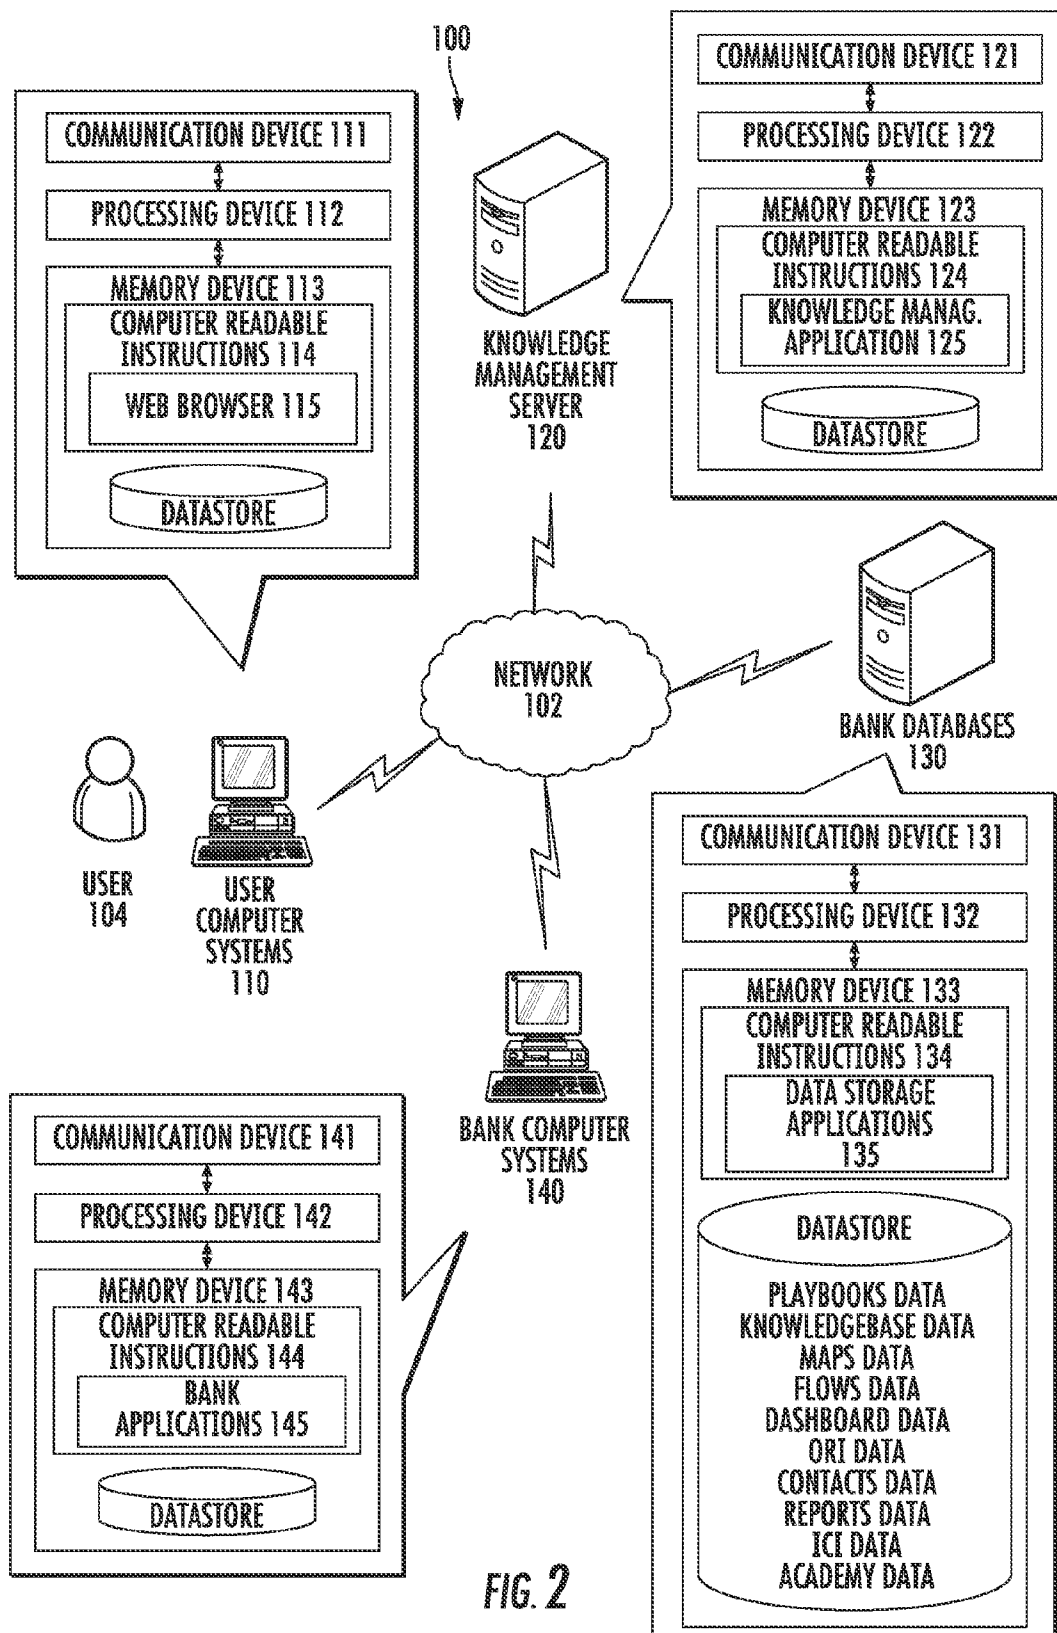 100
COMMUNICATION DEVICE 111
PROCESSING DEVICE 112
MEMORY DEVICE 113
COMPUTER READABLE
INSTRUCTIONS 114
WEB BROWSER 115
DATASTORE
KNOWLEDGE
MANAGEMENT
SERVER
120
COMMUNICATION DEVICE 121
PROCESSING DEVICE 122
MEMORY DEVICE 123
COMPUTER READABLE
INSTRUCTIONS 124
KNOWLEDGE MANAG.
APPLICATION 125
DATASTORE
NETWORK
102
USER
104
USER
COMPUTER
SYSTEMS
110
BANK DATABASES
130
COMMUNICATION DEVICE 131
PROCESSING DEVICE 132
MEMORY DEVICE 133
COMPUTER READABLE
INSTRUCTIONS 134
DATA STORAGE
APPLICATIONS
135
DATASTORE
PLAYBOOKS DATA
KNOWLEDGEBASE DATA
MAPS DATA
FLOWS DATA
DASHBOARD DATA
ORI DATA
CONTACTS DATA
REPORTS DATA
ICI DATA
ACADEMY DATA
BANK COMPUTER
SYSTEMS
140
COMMUNICATION DEVICE 141
PROCESSING DEVICE 142
MEMORY DEVICE 143
COMPUTER READABLE
INSTRUCTIONS 144
BANK
APPLICATIONS 145
DATASTORE
FIG. 2